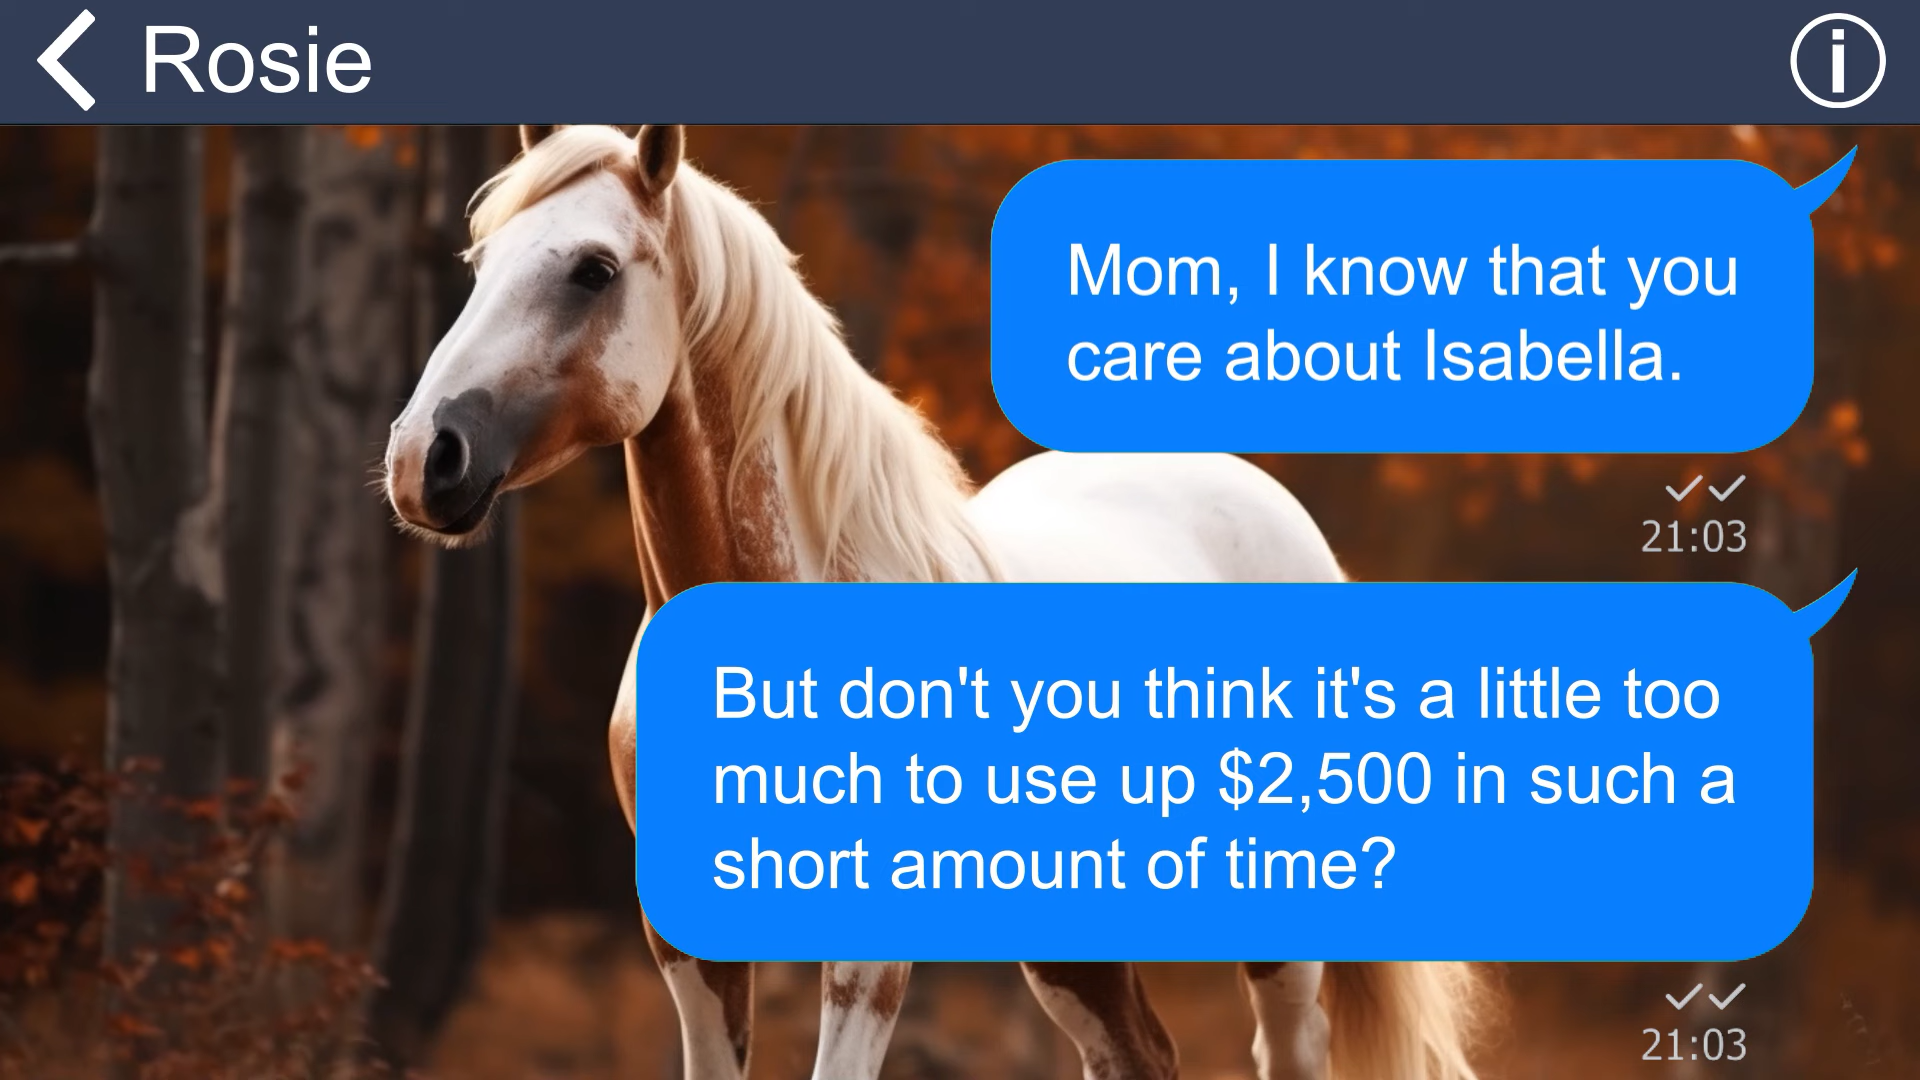 Rosie
Mom, I know that you
care about Isabella.
21:03
But don't you think it's a little too
much to use up $2,500 in such a
short amount of time?
21:03